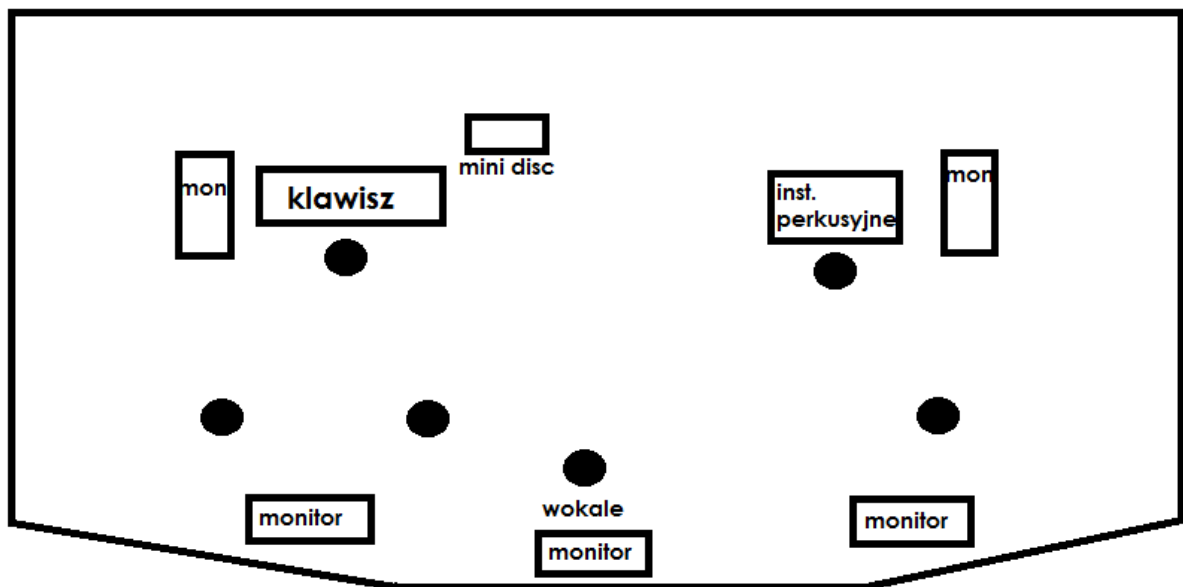 mini disc
mon
klawisz
inst.
perkusyjne
mon
wokale
monitor
monitor
monitor